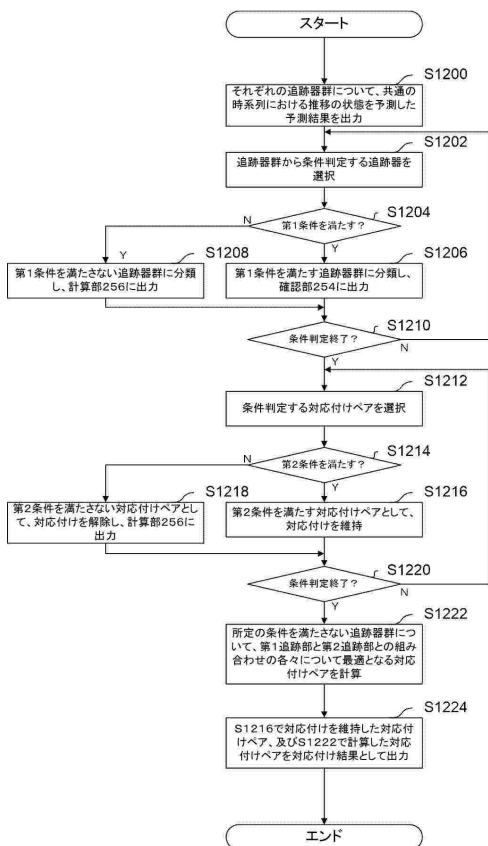 スタート
S1200
それぞれの追跡器群について、共通の
時系列における推移の状態を予測した
予測結果を出力
S1202
追跡器群から条件判定する追跡器を
選択
S1204
第1条件を満たす?
N
Y
Y
S1208
第1条件を満たさない追跡器群に分類
し、計算部256に出力
S1206
第1条件を満たす追跡器群に分類し、
確認部254に出力
S1210
条件判定終了?
N
Y
S1212
条件判定する対応付けペアを選択
S1214
第2条件を満たす?
N
Y
S1218
第2条件を満たさない対応付けペアとし
て、対応付けを解除し、計算部256に
出力
S1216
第2条件を満たす対応付けペアとして、
対応付けを維持
S1220
条件判定終了?
N
Y
S1222
所定の条件を満たさない追跡器群に
ついて、第1追跡部と第2追跡部との組み
合わせの各々について最適となる対応
付けペアを計算
S1224
S1216で対応付けを維持した対応付
けペア、及びS1222で計算した対応
付けペアを対応付け結果として出力
エンド